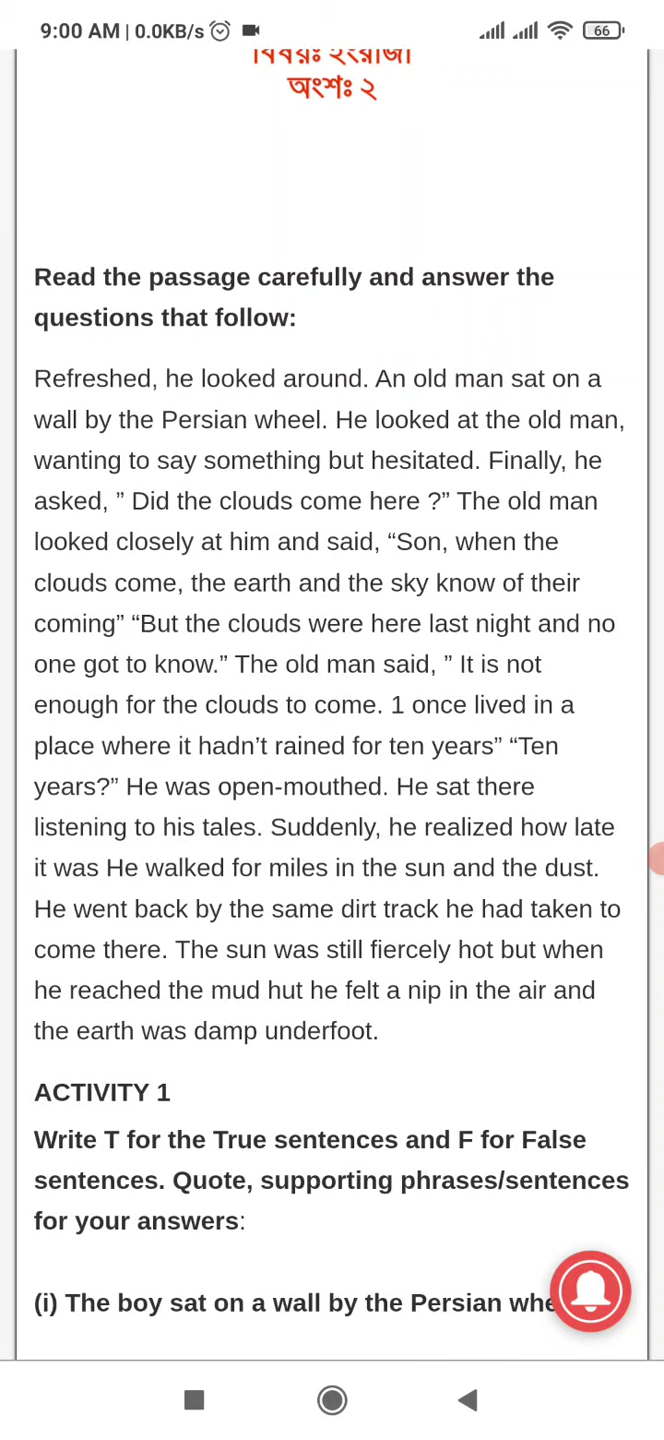 9:00 AM | 0.0KB/s
66
বিষয়ঃ ইংরাজী
অংশঃ ২
Read the passage carefully and answer the
questions that follow:
Refreshed, he looked around. An old man sat on a
wall by the Persian wheel. He looked at the old man,
wanting to say something but hesitated. Finally, he
asked, ” Did the clouds come here ?” The old man
looked closely at him and said, “Son, when the
clouds come, the earth and the sky know of their
coming” “But the clouds were here last night and no
one got to know.” The old man said, ” It is not
enough for the clouds to come. 1 once lived in a
place where it hadn’t rained for ten years” “Ten
years?” He was open-mouthed. He sat there
listening to his tales. Suddenly, he realized how late
it was He walked for miles in the sun and the dust.
He went back by the same dirt track he had taken to
come there. The sun was still fiercely hot but when
he reached the mud hut he felt a nip in the air and
the earth was damp underfoot.
ACTIVITY 1
Write T for the True sentences and F for False
sentences. Quote, supporting phrases/sentences
for your answers:
(i) The boy sat on a wall by the Persian